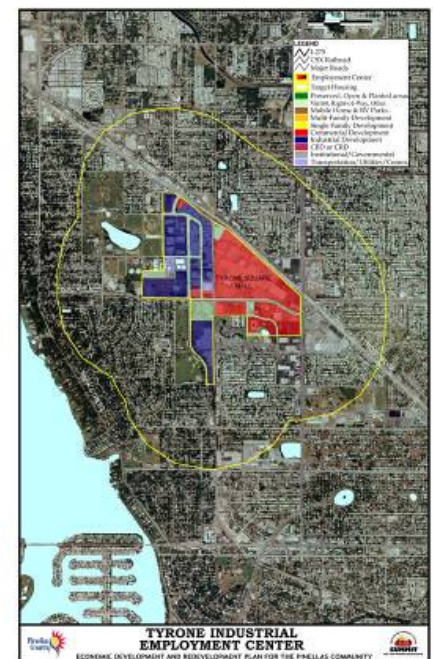 LEGEND
I-275
CSX Railroad
Major Roads
Employment Center
Target Housing
Preserved, Open & Planted areas
Vacant, Right-of-Way, Other
Mobile Home & RV Parks
Multi-Family Development
Single Family Development
Commercial Development
Industrial Development
CBD or CRD
Institutional/Governmental
Transportation/Utilities/Comm
TYRONE SQUARE
MALL
Pinellas
County
TYRONE INDUSTRIAL
EMPLOYMENT CENTER
ECONOMIC DEVELOPMENT AND REDEVELOPMENT PLAN FOR THE PINELLAS COMMUNITY
SUMMIT